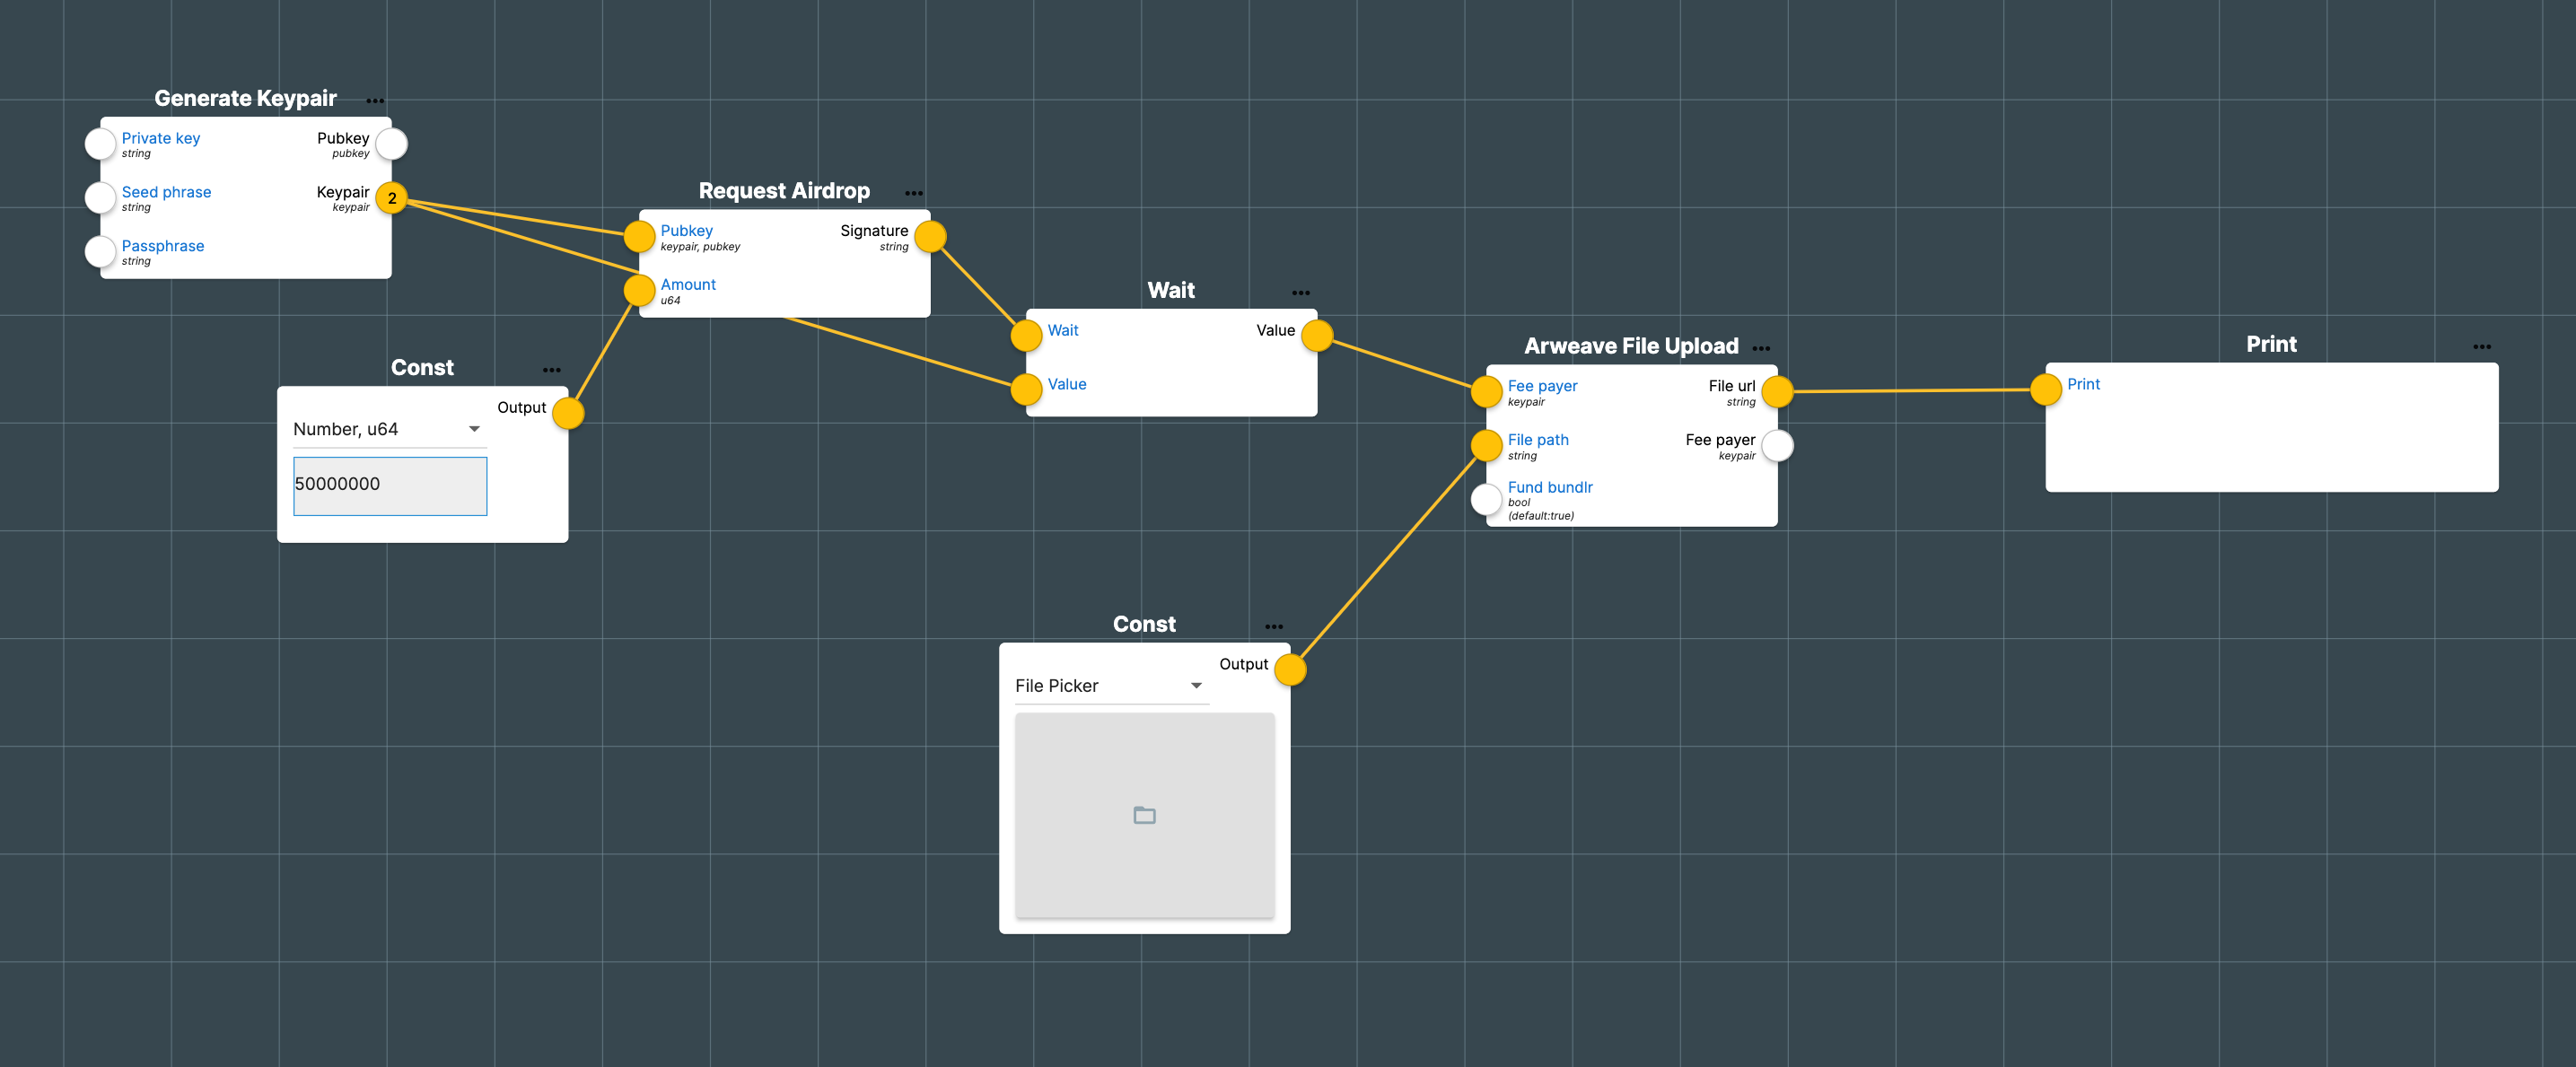 Generate Keypair
Private key
string
Pubkey
pubkey
Seed phrase
string
Keypair
keypair
2
Passphrase
string
Request Airdrop
Pubkey
keypair, pubkey
Signature
string
Amount
u64
Const
Output
Number, u64
50000000
Wait
Wait
Value
Value
Arweave File Upload
Fee payer
keypair
File url
string
File path
string
Fee payer
keypair
Fund bundlr
bool
(default:true)
Print
Print
Const
Output
File Picker